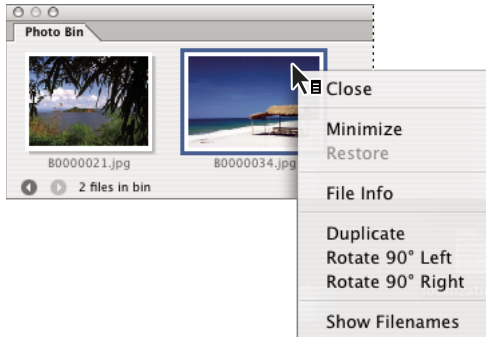 Photo Bin
B0000021.jpg
B0000034.jpg
2 files in bin
Close
Minimize
Restore
File Info
Duplicate
Rotate 90° Left
Rotate 90° Right
Show Filenames